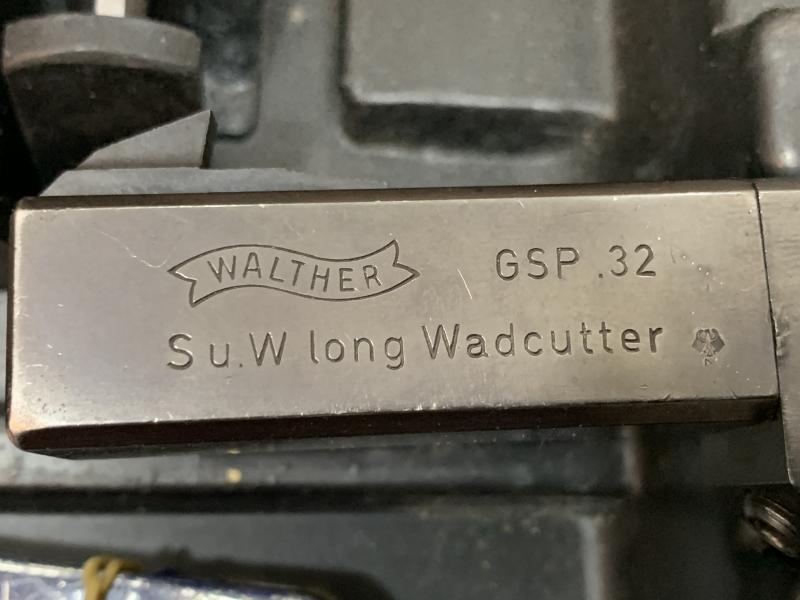 WALTHER GSP .32
S u.W long Wadcutter
N